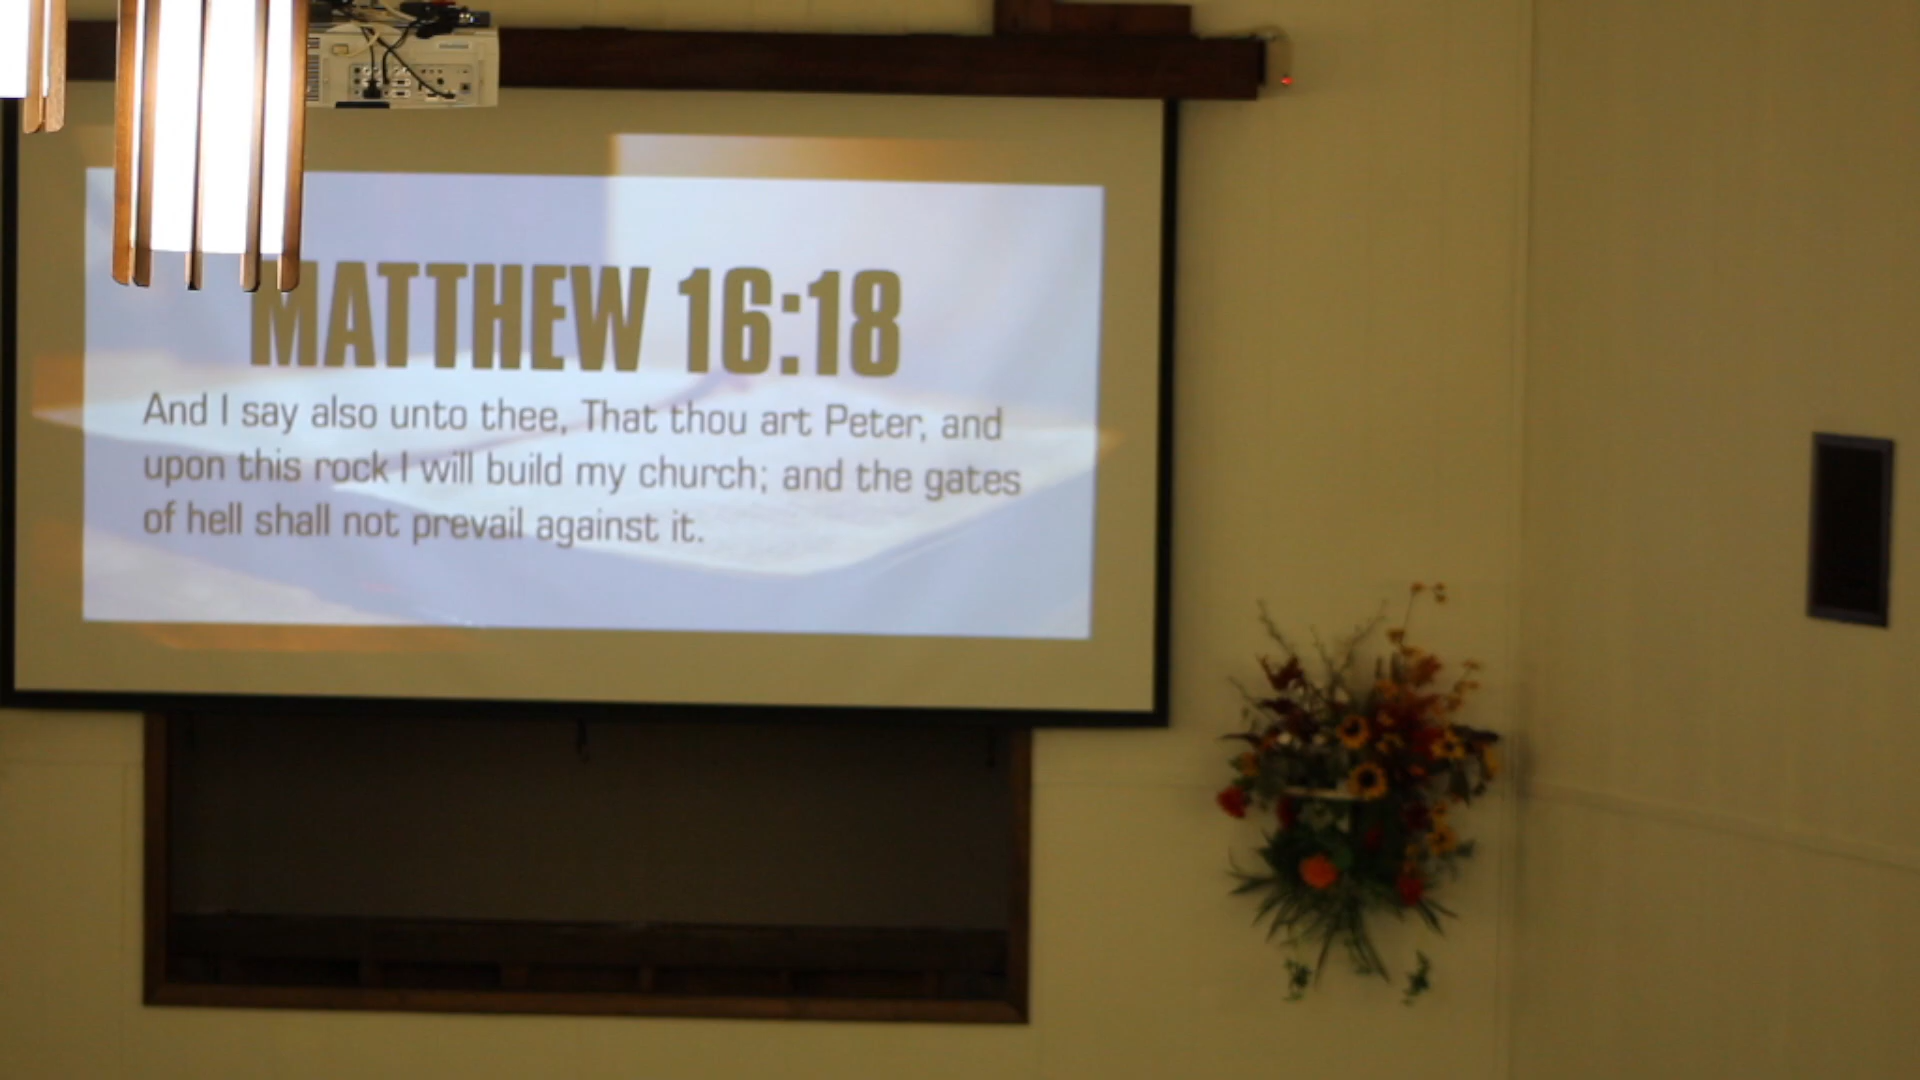 MATTHEW 16:18
And I say also unto thee, That thou art Peter, and
upon this rock I will build my church; and the gates
of hell shall not prevail against it.